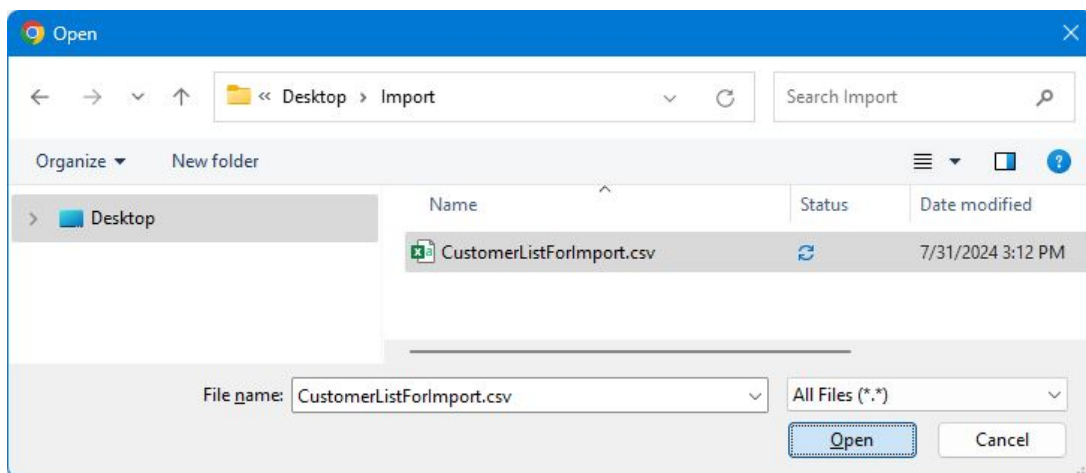 Open
« Desktop > Import
Search Import
Organize
New folder
Desktop
Name Status Date modified
CustomerListForImport.csv 7/31/2024 3:12 PM
File name: CustomerListForImport.csv All Files (*.*)
Open Cancel